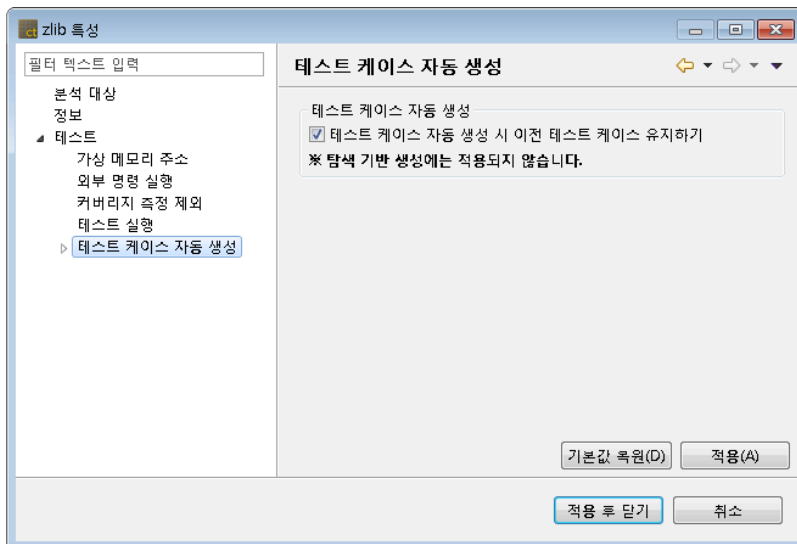 ct zlib 특성
필터 텍스트 입력
분석 대상
정보
테스트
가상 메모리 주소
외부 명령 실행
커버리지 측정 제외
테스트 실행
테스트 케이스 자동 생성
테스트 케이스 자동 생성
테스트 케이스 자동 생성
테스트 케이스 자동 생성 시 이전 테스트 케이스 유지하기
※ 탐색 기반 생성에는 적용되지 않습니다.
기본값 복원(D) 적용(A)
적용 후 닫기 취소